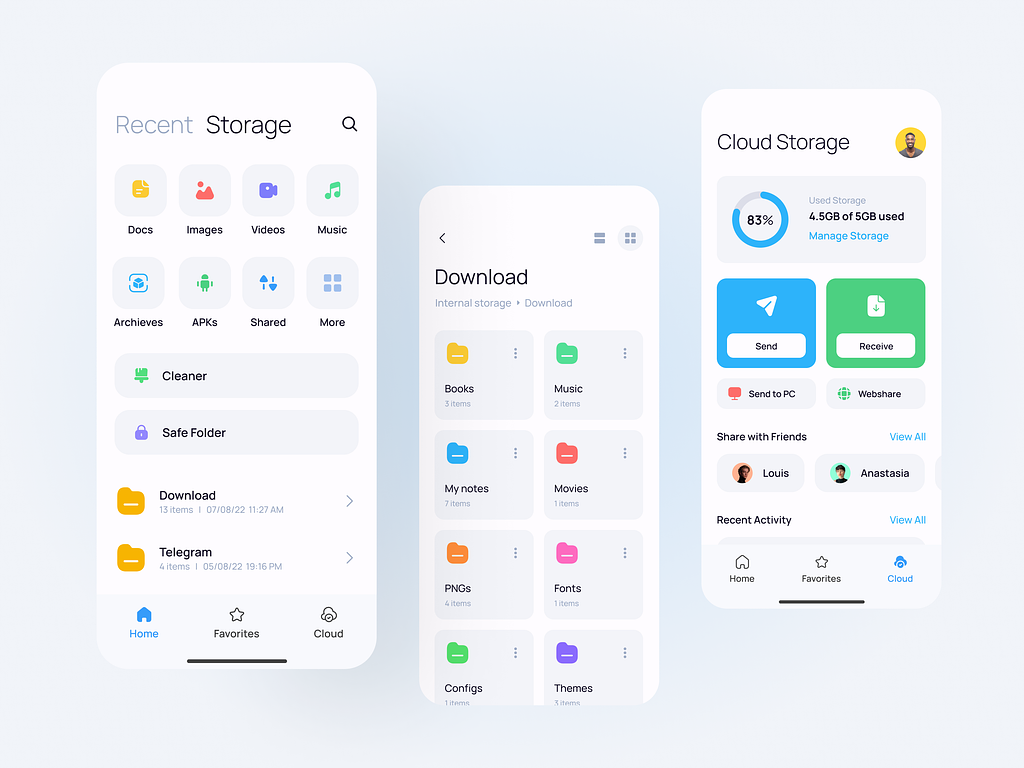 Recent Storage
Docs Images Videos Music
Archieves APKs Shared More
Cleaner
Safe Folder
Download
13 items | 07/08/22 11:27 AM
Telegram
4 items | 05/08/22 19:16 PM
Home Favorites Cloud
Download
Internal storage Download
Books Music
3 items 2 items
My notes Movies
7 items 1 items
PNGs Fonts
4 items 1 items
Configs Themes
1 items 3 items
Cloud Storage
83%
Used Storage
4.5GB of 5GB used
Manage Storage
Send Receive
Send to PC Webshare
Share with Friends View All
Louis Anastasia
Recent Activity View All
Home Favorites Cloud